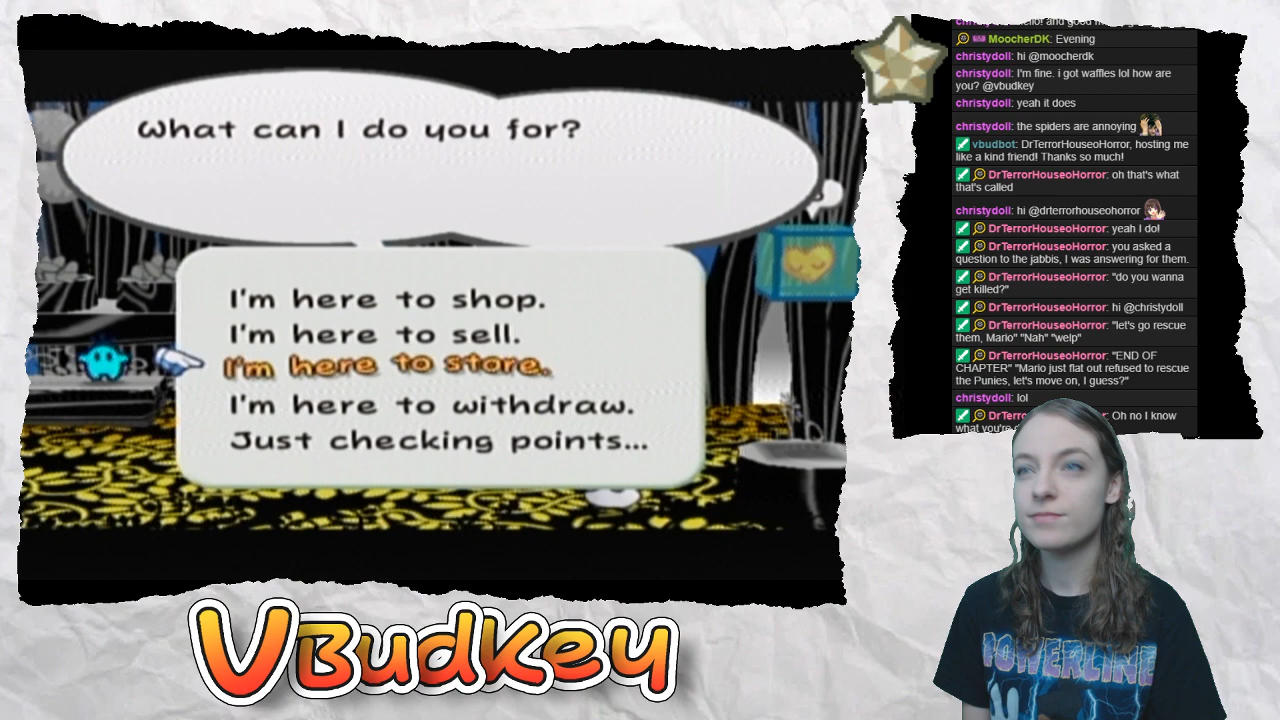 What can I do you for?
I'm here to shop.
I'm here to sell.
I'm here to store.
I'm here to withdraw.
Just checking points...
VBudkey
MoocherDK: Evening
christydoll: hi @moocherdk
christydoll: I'm fine. i got waffles lol how are
you? @vbudkey
christydoll: yeah it does
christydoll: the spiders are annoying
vbudbot: DrTerrorHouseoHorror, hosting me
like a kind friend! Thanks so much!
DrTerrorHouseoHorror: oh that's what
that's called
christydoll: hi @drterrorhouseohorror
DrTerrorHouseoHorror: yeah I do!
DrTerrorHouseoHorror: you asked a
question to the jabbis, I was answering for them.
DrTerrorHouseoHorror: "do you wanna
get killed?"
DrTerrorHouseoHorror: hi @christydoll
DrTerrorHouseoHorror: "let's go rescue
them, Mario" "Nah" "welp"
DrTerrorHouseoHorror: "END OF
CHAPTER" "Mario just flat out refused to rescue
the Punies, let's move on, I guess?"
christydoll: lol
Oh no I know
what you're
POWERLINE